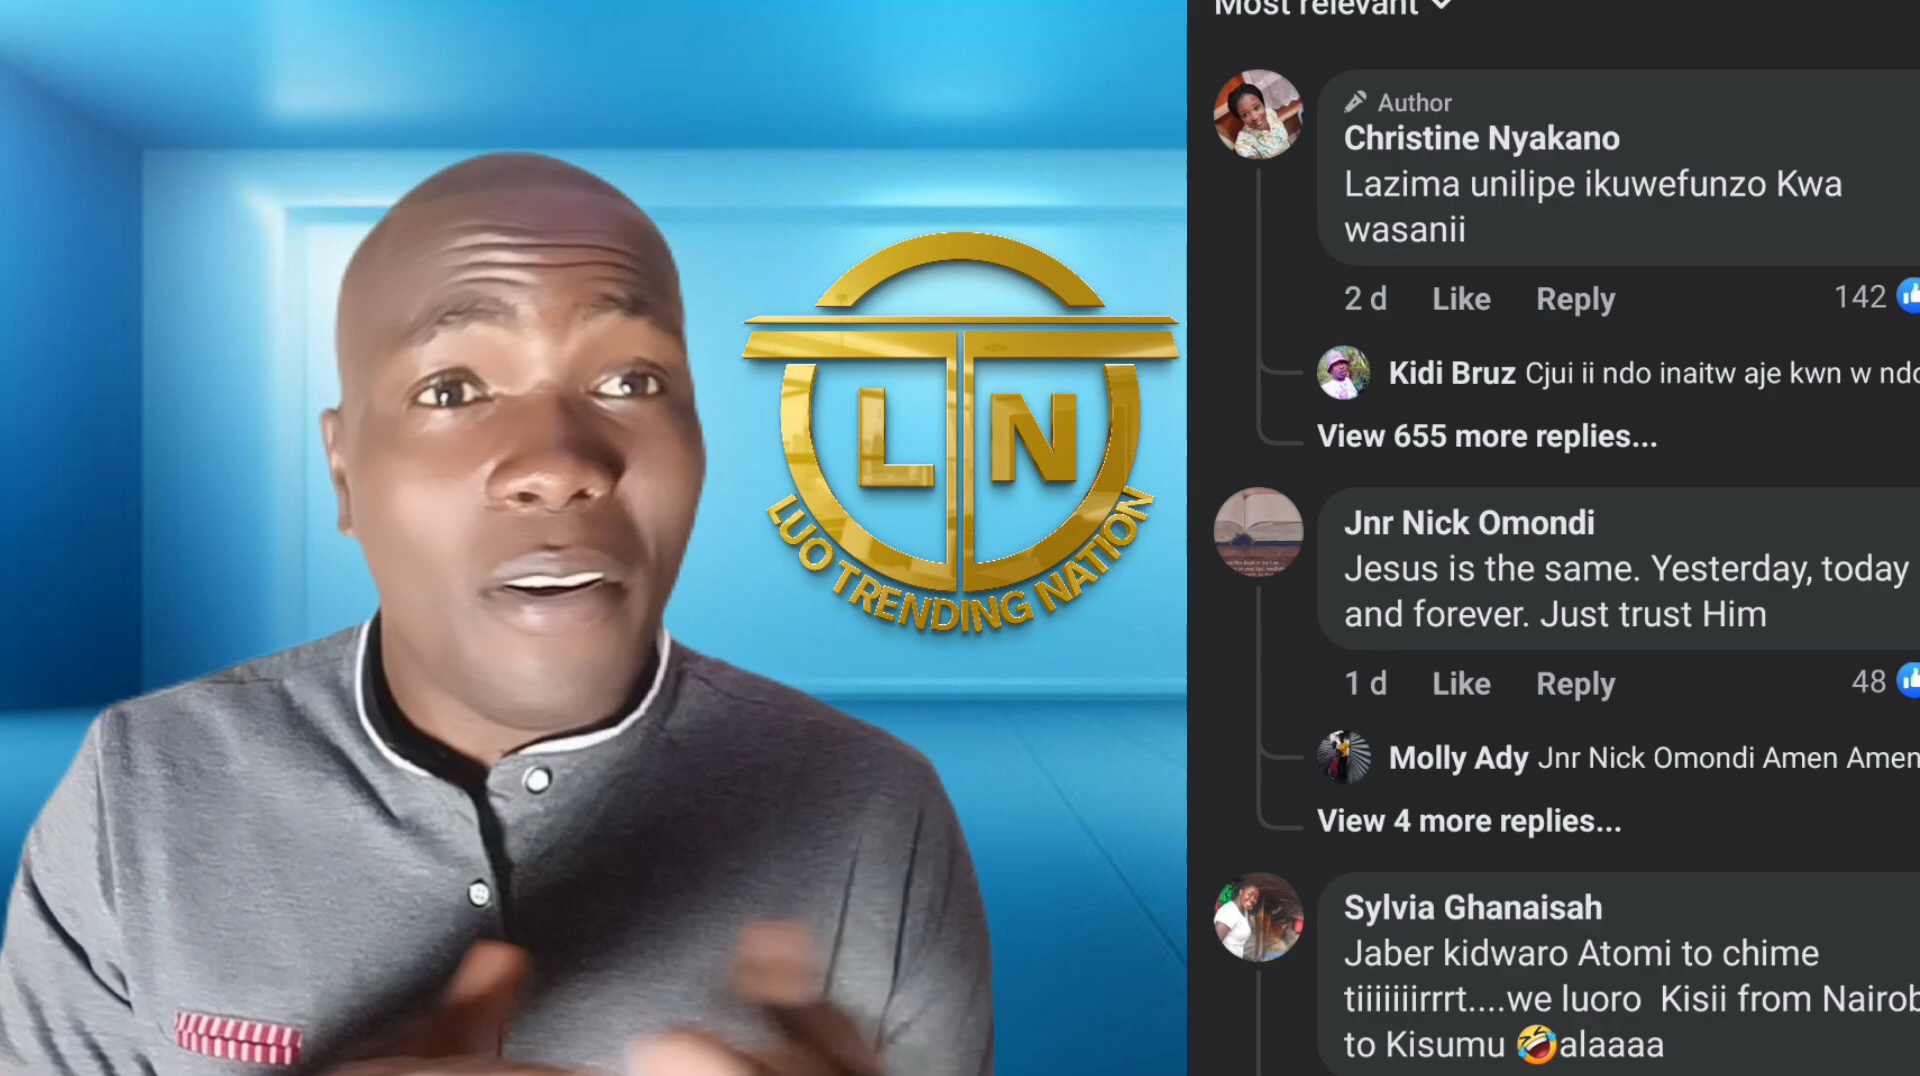 LTN
LUO TRENDING NATION
Most relevant
Author
Christine Nyakano
Lazima unilipe ikuwefunzo Kwa
wasanii
2 d Like Reply 142
Kidi Bruz Cjui ii ndo inaitw aje kwn w ndo
View 655 more replies...
Jnr Nick Omondi
Jesus is the same. Yesterday, today
and forever. Just trust Him
1 d Like Reply 48
Molly Ady Jnr Nick Omondi Amen Amen
View 4 more replies...
Sylvia Ghanaisah
Jaber kidwaro Atomi to chime
tiiiiiiirrrt....we luoro Kisii from Nairob
to Kisumu 🤣alaaaa